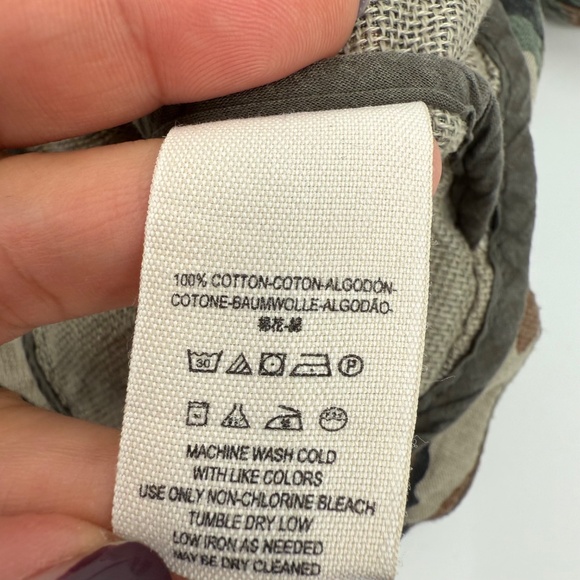 100% COTTON-COTON-ALGODÓN-
COTONE-BAUMWOLLE-ALGODÃO-
棉花-綿
30 P
MACHINE WASH COLD
WITH LIKE COLORS
USE ONLY NON-CHLORINE BLEACH
TUMBLE DRY LOW
LOW IRON AS NEEDED
MAY BE DRY CLEANED